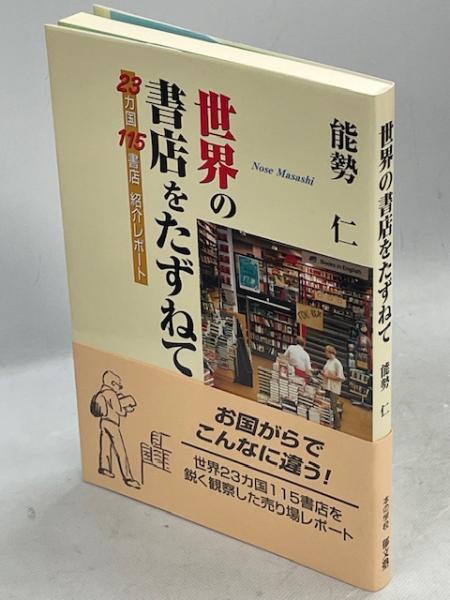 世界の
書店をたずねて
23カ国 115書店 紹介レポート
能勢 仁
Nose Masashi
Books in English
お国がらで
こんなに違う!
世界23カ国115書店を
鋭く観察した売り場レポート
世界の書店をたずねて
能勢 仁
本の学校 郁文塾